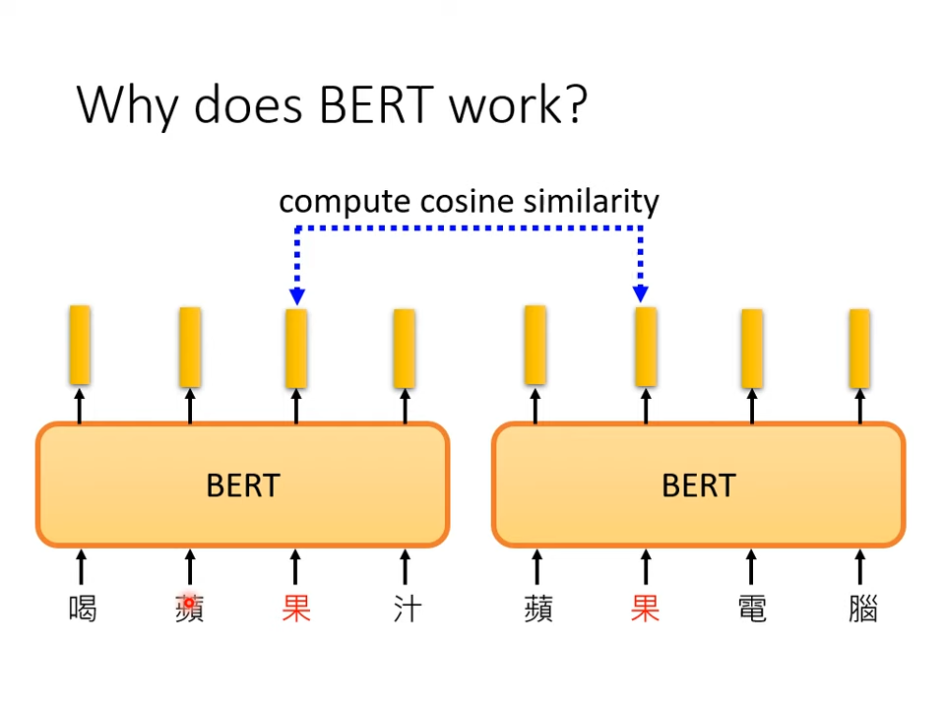 Why does BERT work?
compute cosine similarity
BERT BERT
喝 蘋 果 汁 蘋 果 電 腦